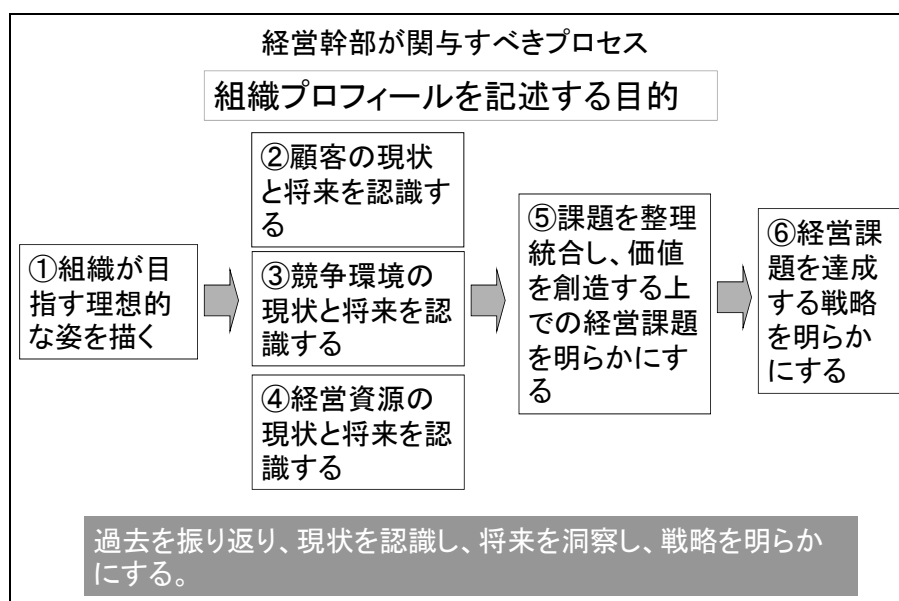 経営幹部が関与すべきプロセス
組織プロフィールを記述する目的
①組織が目
指す理想的
な姿を描く
②顧客の現状
と将来を認識す
る
③競争環境の
現状と将来を認
識する
④経営資源の
現状と将来を認
識する
⑤課題を整理
統合し、価値
を創造する上
での経営課題
を明らかにす
る
⑥経営課
題を達成
する戦略
を明らか
にする
過去を振り返り、現状を認識し、将来を洞察し、戦略を明らか
にする。